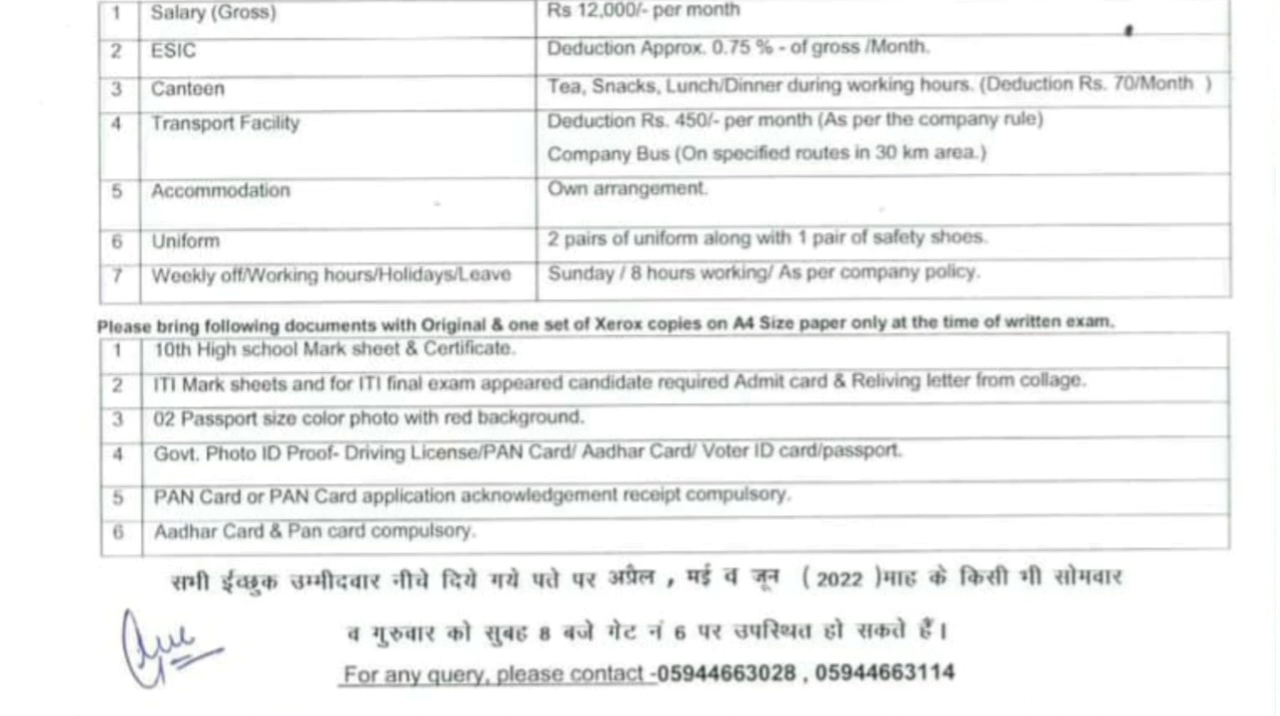 1 Salary (Gross) Rs 12,000/- per month
2 ESIC Deduction Approx. 0.75 % - of gross /Month.
3 Canteen Tea, Snacks, Lunch/Dinner during working hours. (Deduction Rs. 70/Month )
4 Transport Facility Deduction Rs. 450/- per month (As per the company rule)
Company Bus (On specified routes in 30 km area.)
5 Accommodation Own arrangement.
6 Uniform 2 pairs of uniform along with 1 pair of safety shoes.
7 Weekly off/Working hours/Holidays/Leave Sunday / 8 hours working/ As per company policy.
Please bring following documents with Original & one set of Xerox copies on A4 Size paper only at the time of written exam.
1 10th High school Mark sheet & Certificate.
2 ITI Mark sheets and for ITI final exam appeared candidate required Admit card & Reliving letter from collage.
3 02 Passport size color photo with red background.
4 Govt. Photo ID Proof- Driving License/PAN Card/ Aadhar Card/ Voter ID card/passport.
5 PAN Card or PAN Card application acknowledgement receipt compulsory.
6 Aadhar Card & Pan card compulsory.
सभी ईच्छुक उम्मीदवार नीचे दिये गये पते पर अप्रैल , मई व जून ( 2022 )माह के किसी भी सोमवार
व गुरुवार को सुबह 8 बजे गेट नं 6 पर उपस्थित हो सकते हैं।
For any query, please contact -05944663028 , 05944663114